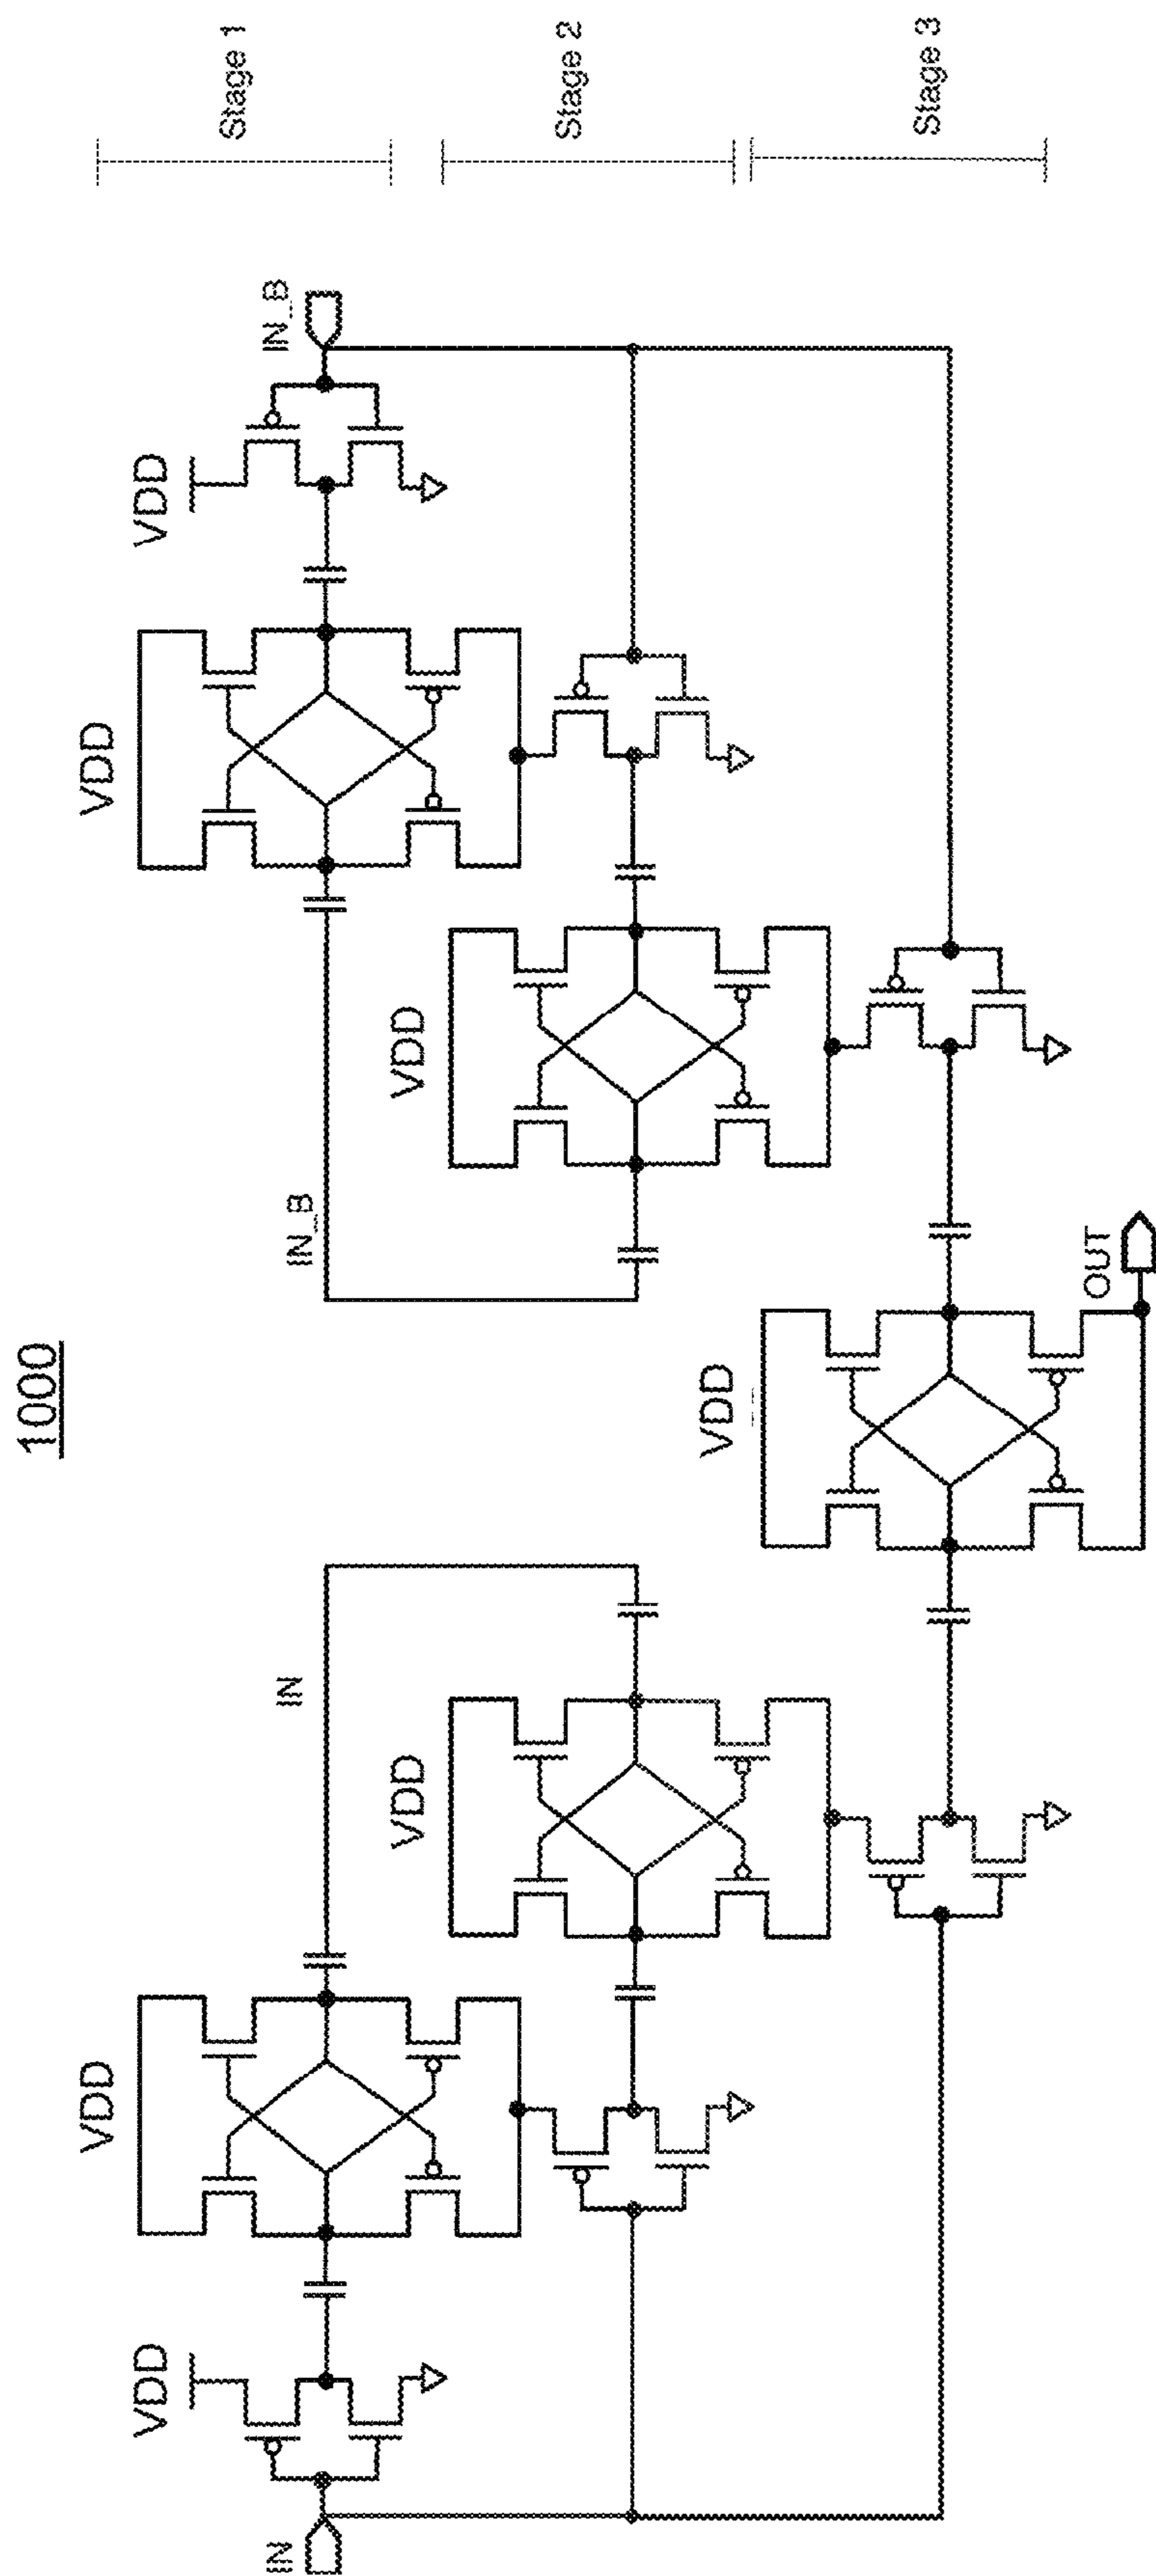 1000
Stage 1
Stage 2
Stage 3
VDD
VDD
IN
IN
VDD
VDD
OUT
IN_B
VDD
VDD
VDD
IN_B